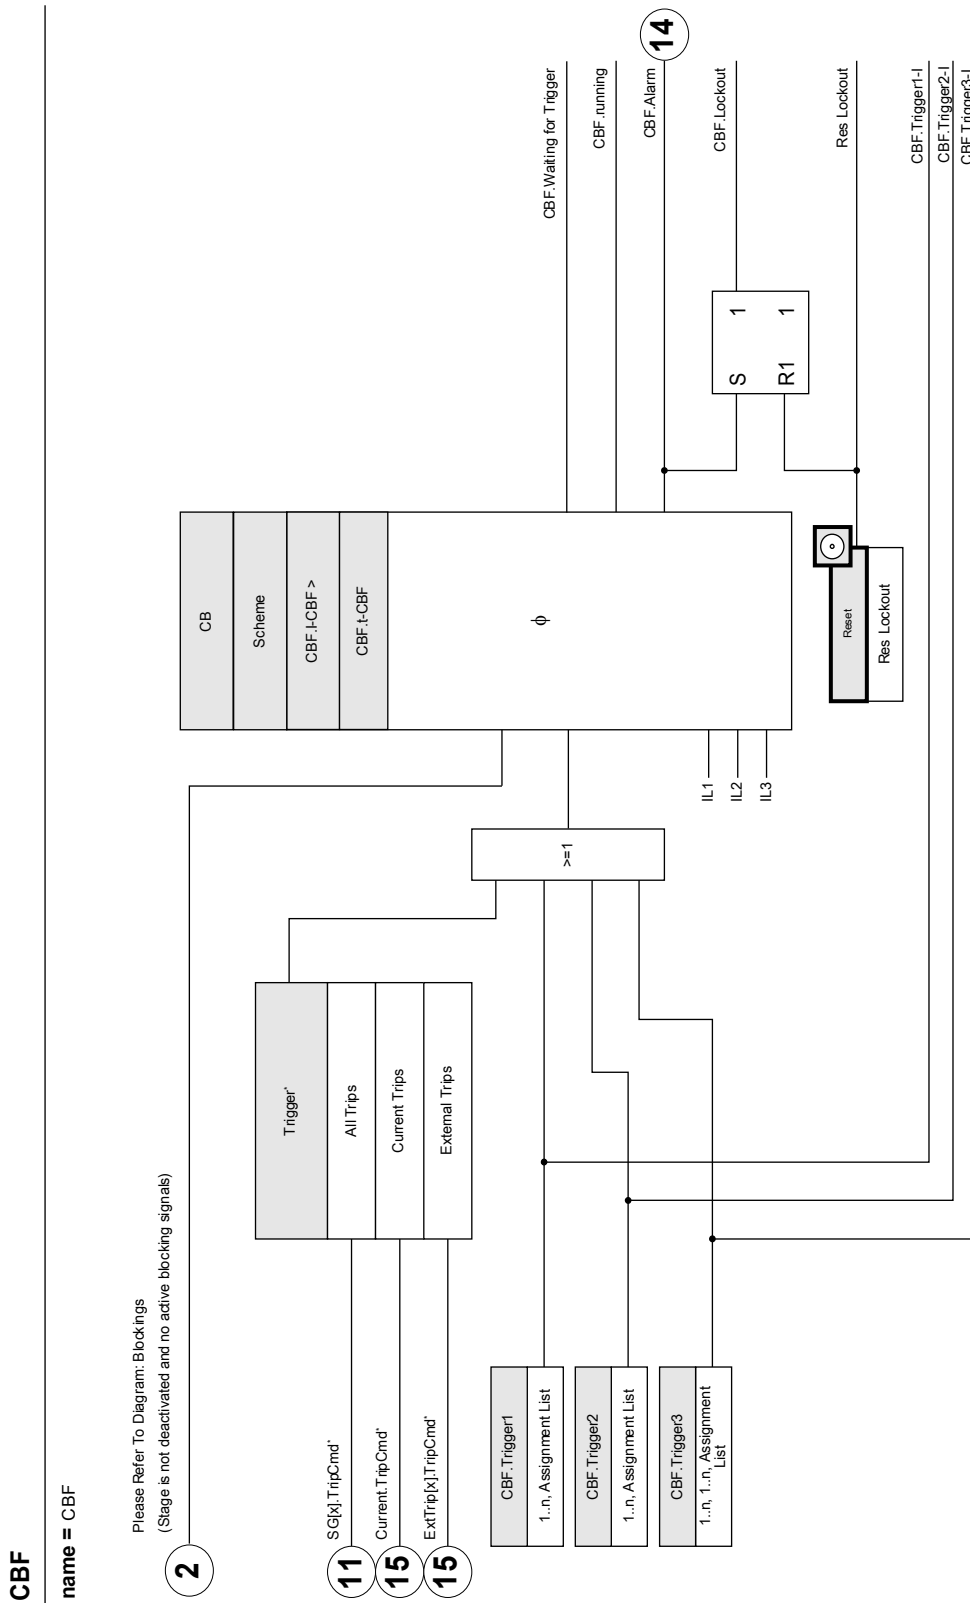 CBF
name = CBF
Please Refer To Diagram: Blockings
(Stage is not deactivated and no active blocking signals)
2
SG[x].TripCmd*
11
Current.TripCmd*
15
ExtTrip[x].TripCmd*
15
Trigger*
All Trips
Current Trips
External Trips
CBF.Trigger1
1..n, Assignment List
CBF.Trigger2
1..n, Assignment List
CBF.Trigger3
1..n, 1..n, Assignment
List
>=1
IL1
IL2
IL3
CB
Scheme
CBF.I-CBF >
CBF.t-CBF
φ
Reset
Res Lockout
S 1
R1 1
CBF.Waiting for Trigger
CBF.running
CBF.Alarm
14
CBF.Lockout
Res Lockout
CBF.Trigger1-I
CBF.Trigger2-I
CBF.Trigger3-I